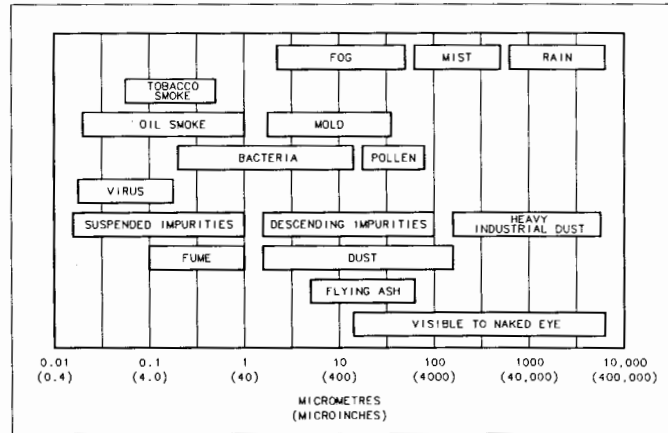 FOG MIST RAIN
TOBACCO
SMOKE
OIL SMOKE MOLD
BACTERIA POLLEN
VIRUS
SUSPENDED IMPURITIES DESCENDING IMPURITIES HEAVY
INDUSTRIAL DUST
FUME DUST
FLYING ASH
VISIBLE TO NAKED EYE
0.01 0.1 1 10 100 1000 10,000
(0.4) (4.0) (40) (400) (4000) (40,000) (400,000)
MICROMETRES
(MICROINCHES)